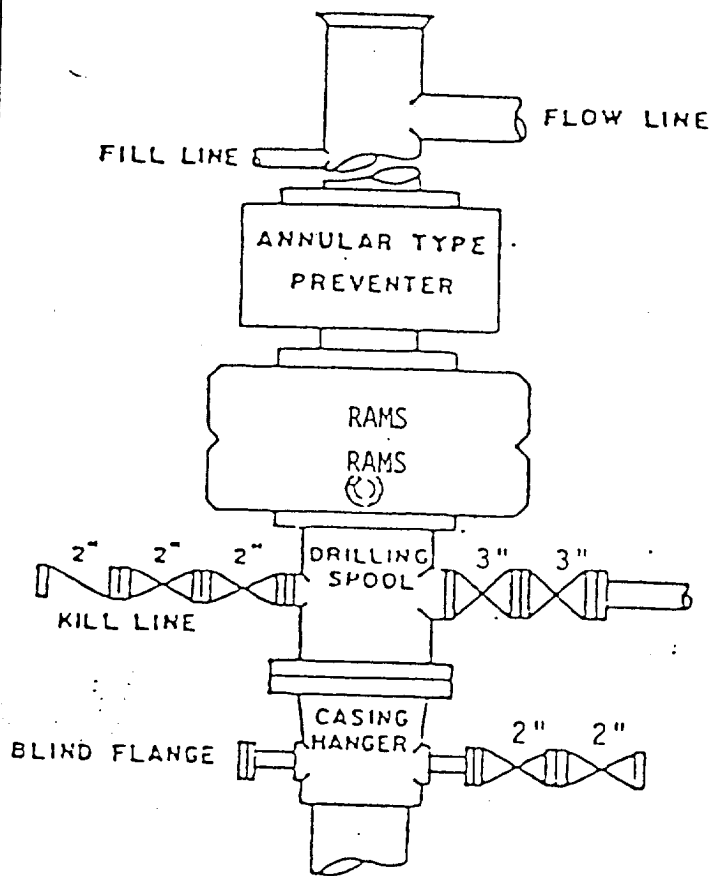 FLOW LINE
FILL LINE
ANNULAR TYPE
PREVENTER
RAMS
RAMS
2" 2" 2"
DRILLING
SPOOL
3" 3"
KILL LINE
CASING
HANGER
BLIND FLANGE
2" 2"